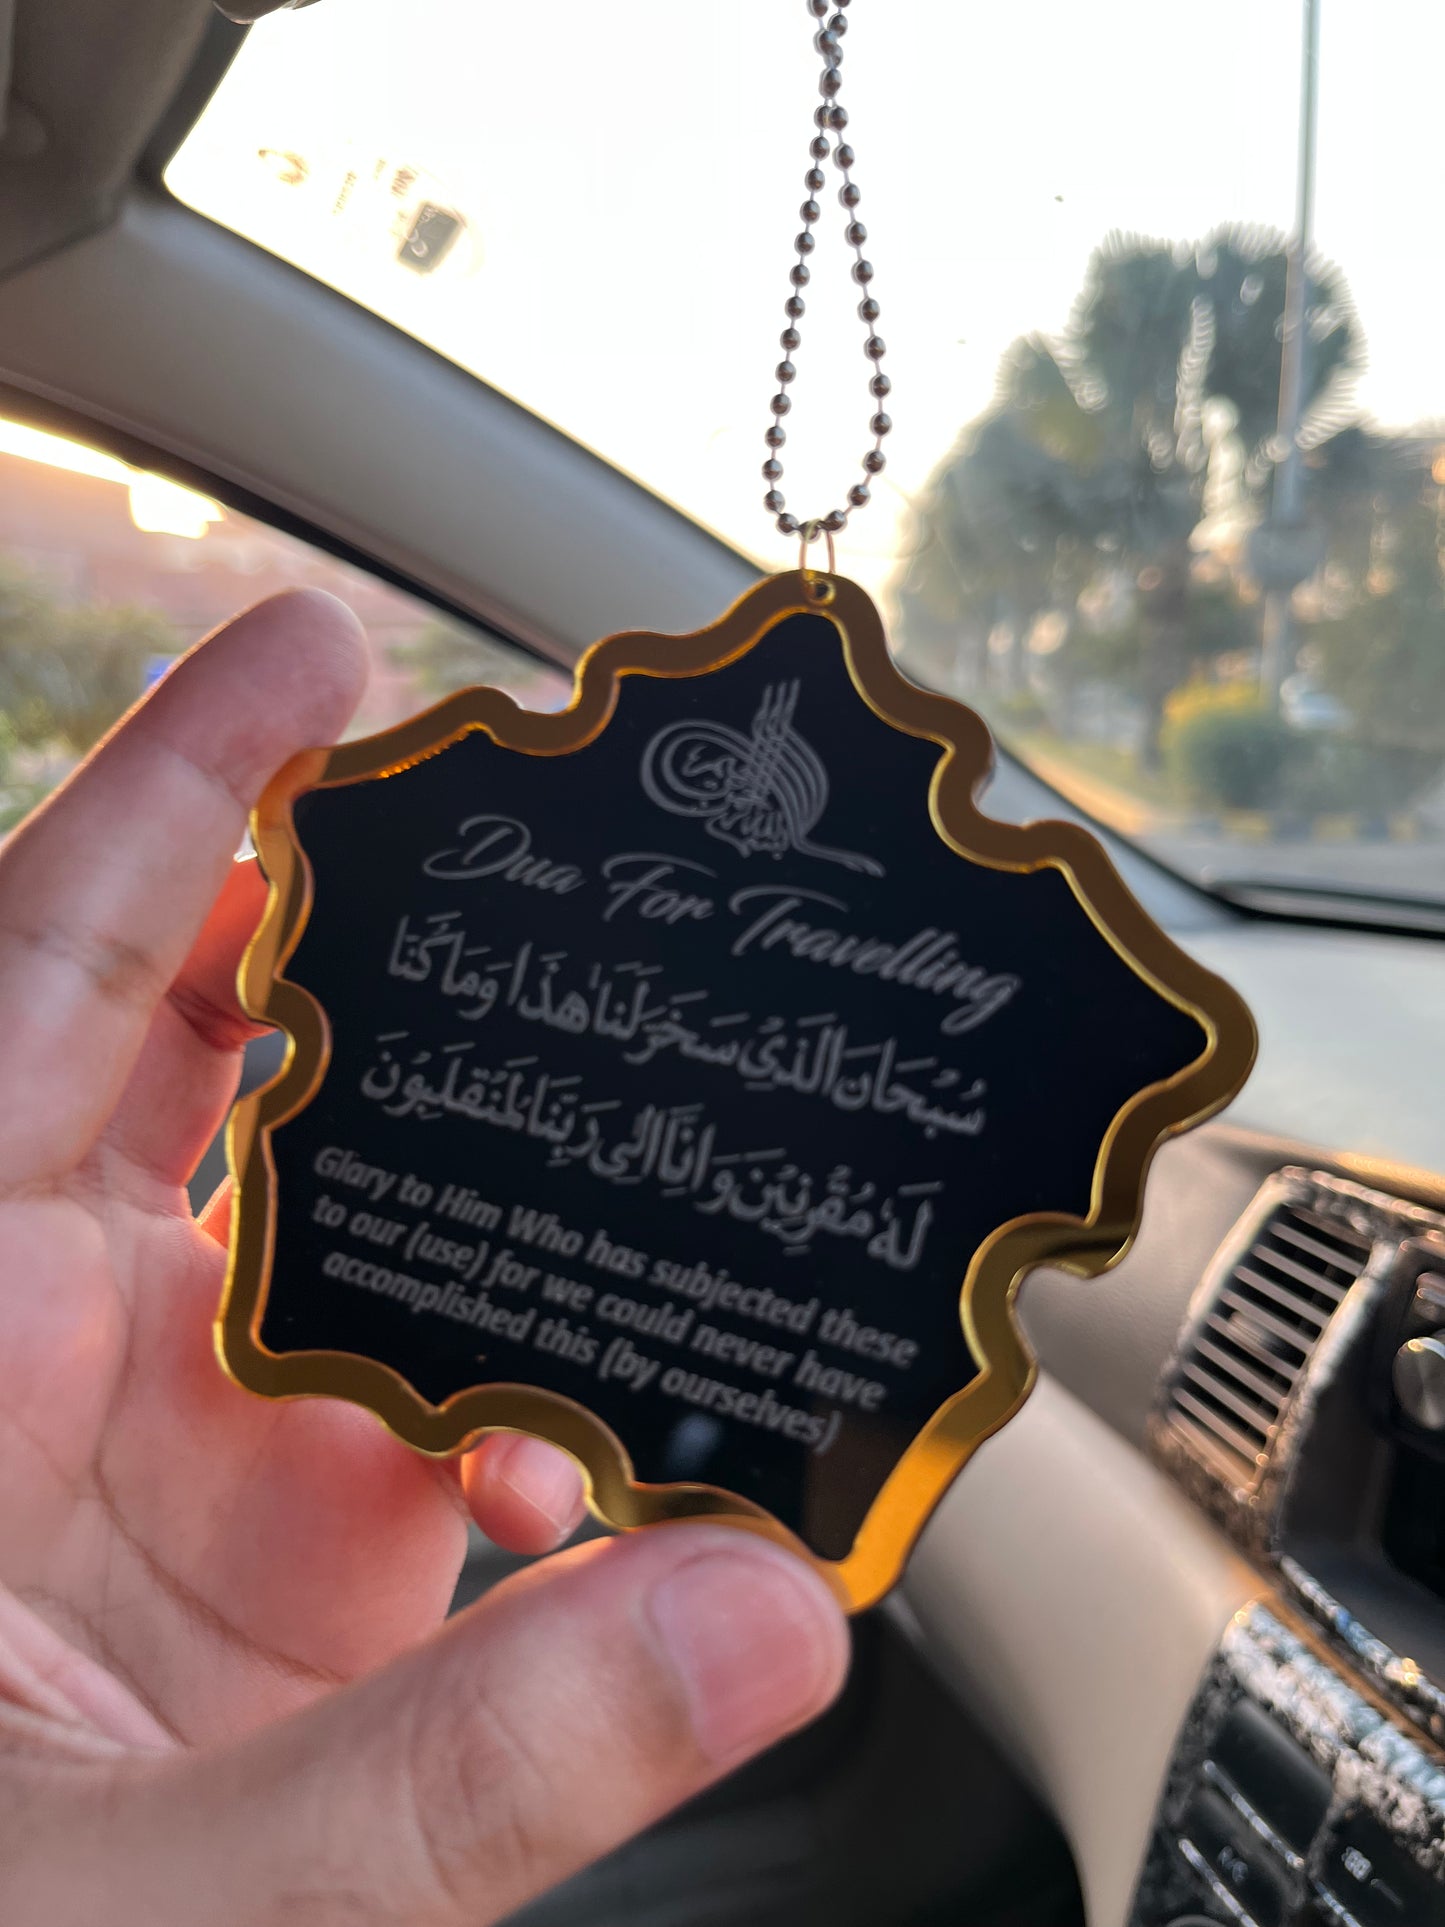 Dua For Travelling
سُبْحَانَ الَّذِیْ سَخَّرَ لَنَا هٰذَا وَمَا كُنَّا
لَهٗ مُقْرِنِیْنَ وَاِنَّا اِلٰی رَبِّنَا لَمُنْقَلِبُوْنَ
Glary to Him Who has subjected these
to our (use) for we could never have
accomplished this (by ourselves)